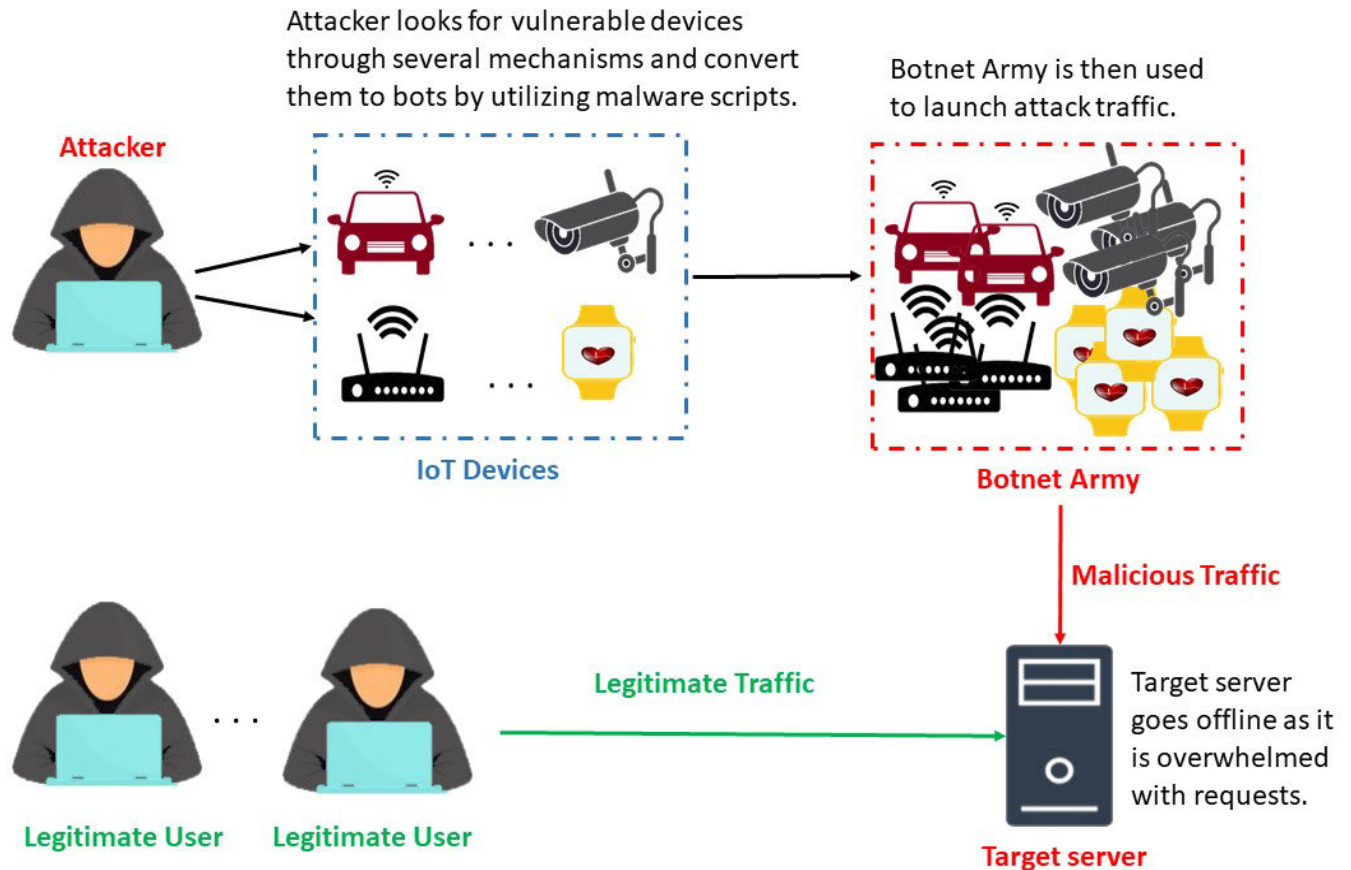 Attacker looks for vulnerable devices
through several mechanisms and convert
them to bots by utilizing malware scripts.
Botnet Army is then used
to launch attack traffic.
Attacker
IoT Devices
Botnet Army
Malicious Traffic
Legitimate Traffic
Target server
goes offline as it
is overwhelmed
with requests.
Legitimate User
Legitimate User
Target server